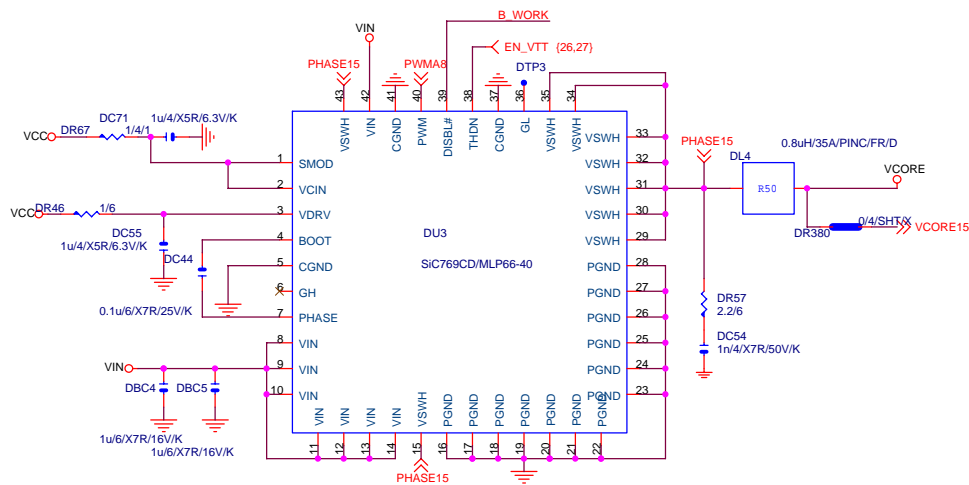 B_WORK
VIN
EN_VTT {26,27}
PHASE15
PWMA8
DTP3
43
42
41
40
39
38
37
36
35
34
VSWH
VIN
CGND
PWM
DISBL#
THDN
CGND
GL
VSWH
VSWH
DC71
1u/4/X5R/6.3V/K
VCC
DR67
1/4/1
1
SMOD
2
VCIN
VCC
DR46
1/6
3
VDRV
DC55
1u/4/X5R/6.3V/K
DC44
4
BOOT
5
CGND
6
GH
0.1u/6/X7R/25V/K
7
PHASE
8
VIN
VIN
9
VIN
10
VIN
DBC4
DBC5
1u/6/X7R/16V/K
1u/6/X7R/16V/K
DU3
SiC769CD/MLP66-40
VSWH
33
VSWH
32
VSWH
31
VSWH
30
VSWH
29
PGND
28
PGND
27
PGND
26
PGND
25
PGND
24
PGND
23
PHASE15
DL4
0.8uH/35A/PINC/FR/D
R50
VCORE
0/4/SHT/X
DR380
VCORE15
DR57
2.2/6
DC54
1n/4/X7R/50V/K
VIN
VIN
VIN
VIN
VSWH
PGND
PGND
PGND
PGND
PGND
PGND
PGND
11
12
13
14
15
16
17
18
19
20
21
22
PHASE15